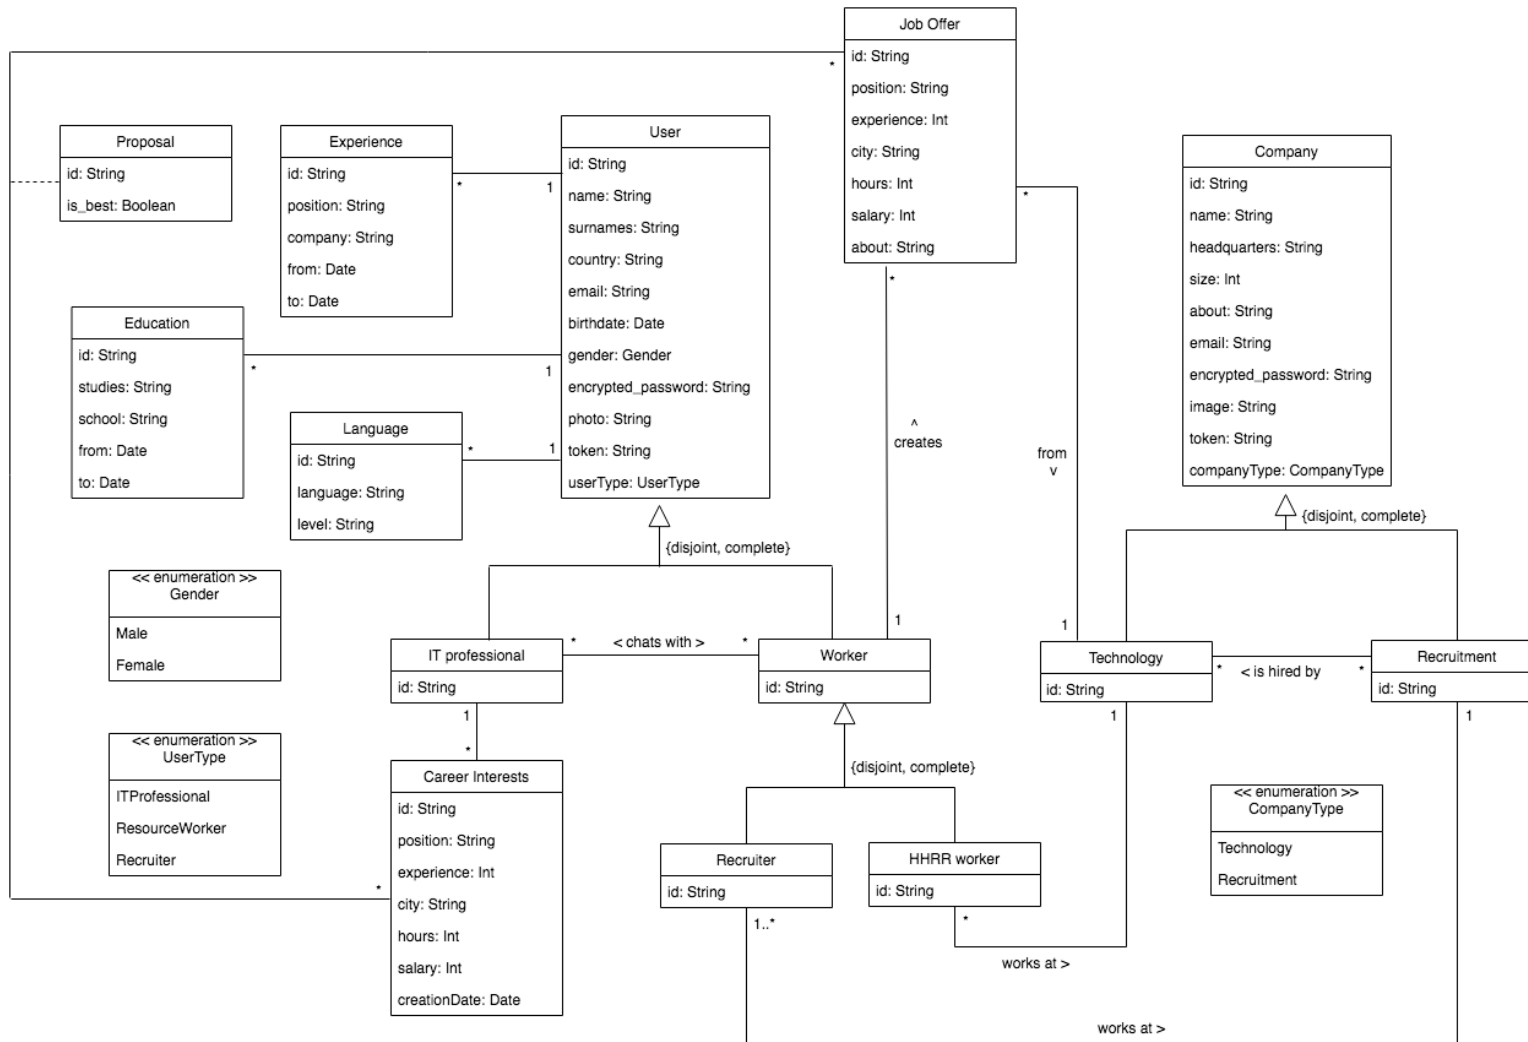 Job Offer
id: String
position: String
experience: Int
city: String
hours: Int
salary: Int
about: String
*
*
*
Proposal
id: String
is_best: Boolean
Experience
id: String
position: String
company: String
from: Date
to: Date
*
1
User
id: String
name: String
surnames: String
country: String
email: String
birthdate: Date
gender: Gender
encrypted_password: String
photo: String
token: String
userType: UserType
Company
id: String
name: String
headquarters: String
size: Int
about: String
email: String
encrypted_password: String
image: String
token: String
companyType: CompanyType
Education
id: String
studies: String
school: String
from: Date
to: Date
*
1
Language
id: String
language: String
level: String
*
1
^
creates
from
v
{disjoint, complete}
{disjoint, complete}
<< enumeration >>
Gender
Male
Female
1
1
IT professional
id: String
*
< chats with >
*
Worker
id: String
Technology
id: String
*
< is hired by
*
Recruitment
id: String
1
*
1
1
<< enumeration >>
UserType
ITProfessional
ResourceWorker
Recruiter
Career Interests
id: String
position: String
experience: Int
city: String
hours: Int
salary: Int
creationDate: Date
*
{disjoint, complete}
<< enumeration >>
CompanyType
Technology
Recruitment
Recruiter
id: String
1..*
HHRR worker
id: String
*
works at >
works at >